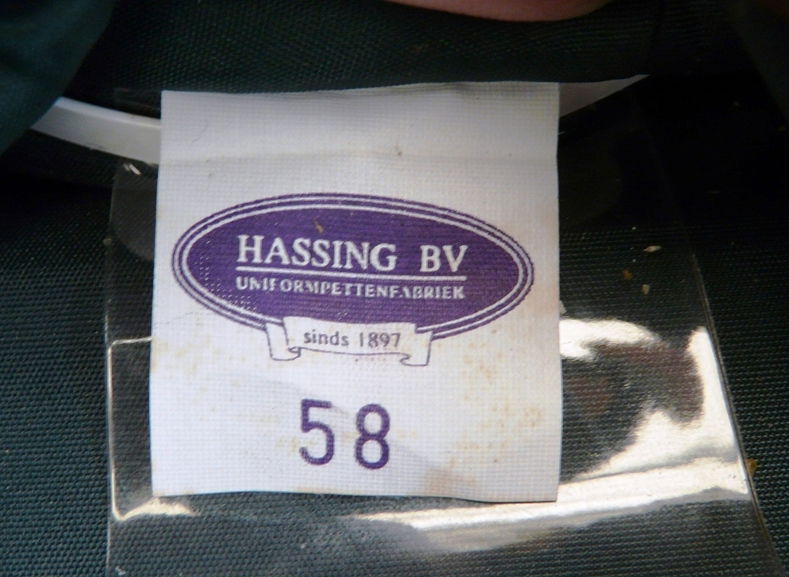 HASSING BV
UNIFORMPETTENFABRIEK
sinds 1897
58